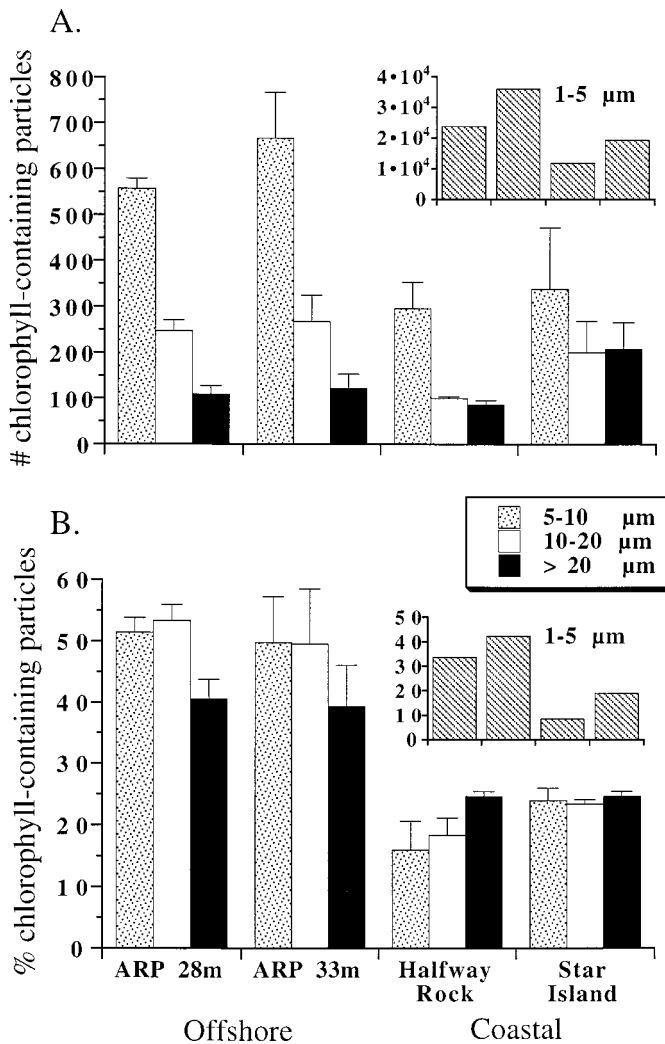 A.
# chlorophyll-containing particles
800
700
600
500
400
300
200
100
0
4•10⁴
3•10⁴
2•10⁴
1•10⁴
0
1-5 µm
B.
% chlorophyll-containing particles
60
50
40
30
20
10
0
5-10 µm
10-20 µm
> 20 µm
50
40
30
20
10
0
1-5 µm
ARP 28m
ARP 33m
Halfway
Rock
Star
Island
Offshore
Coastal